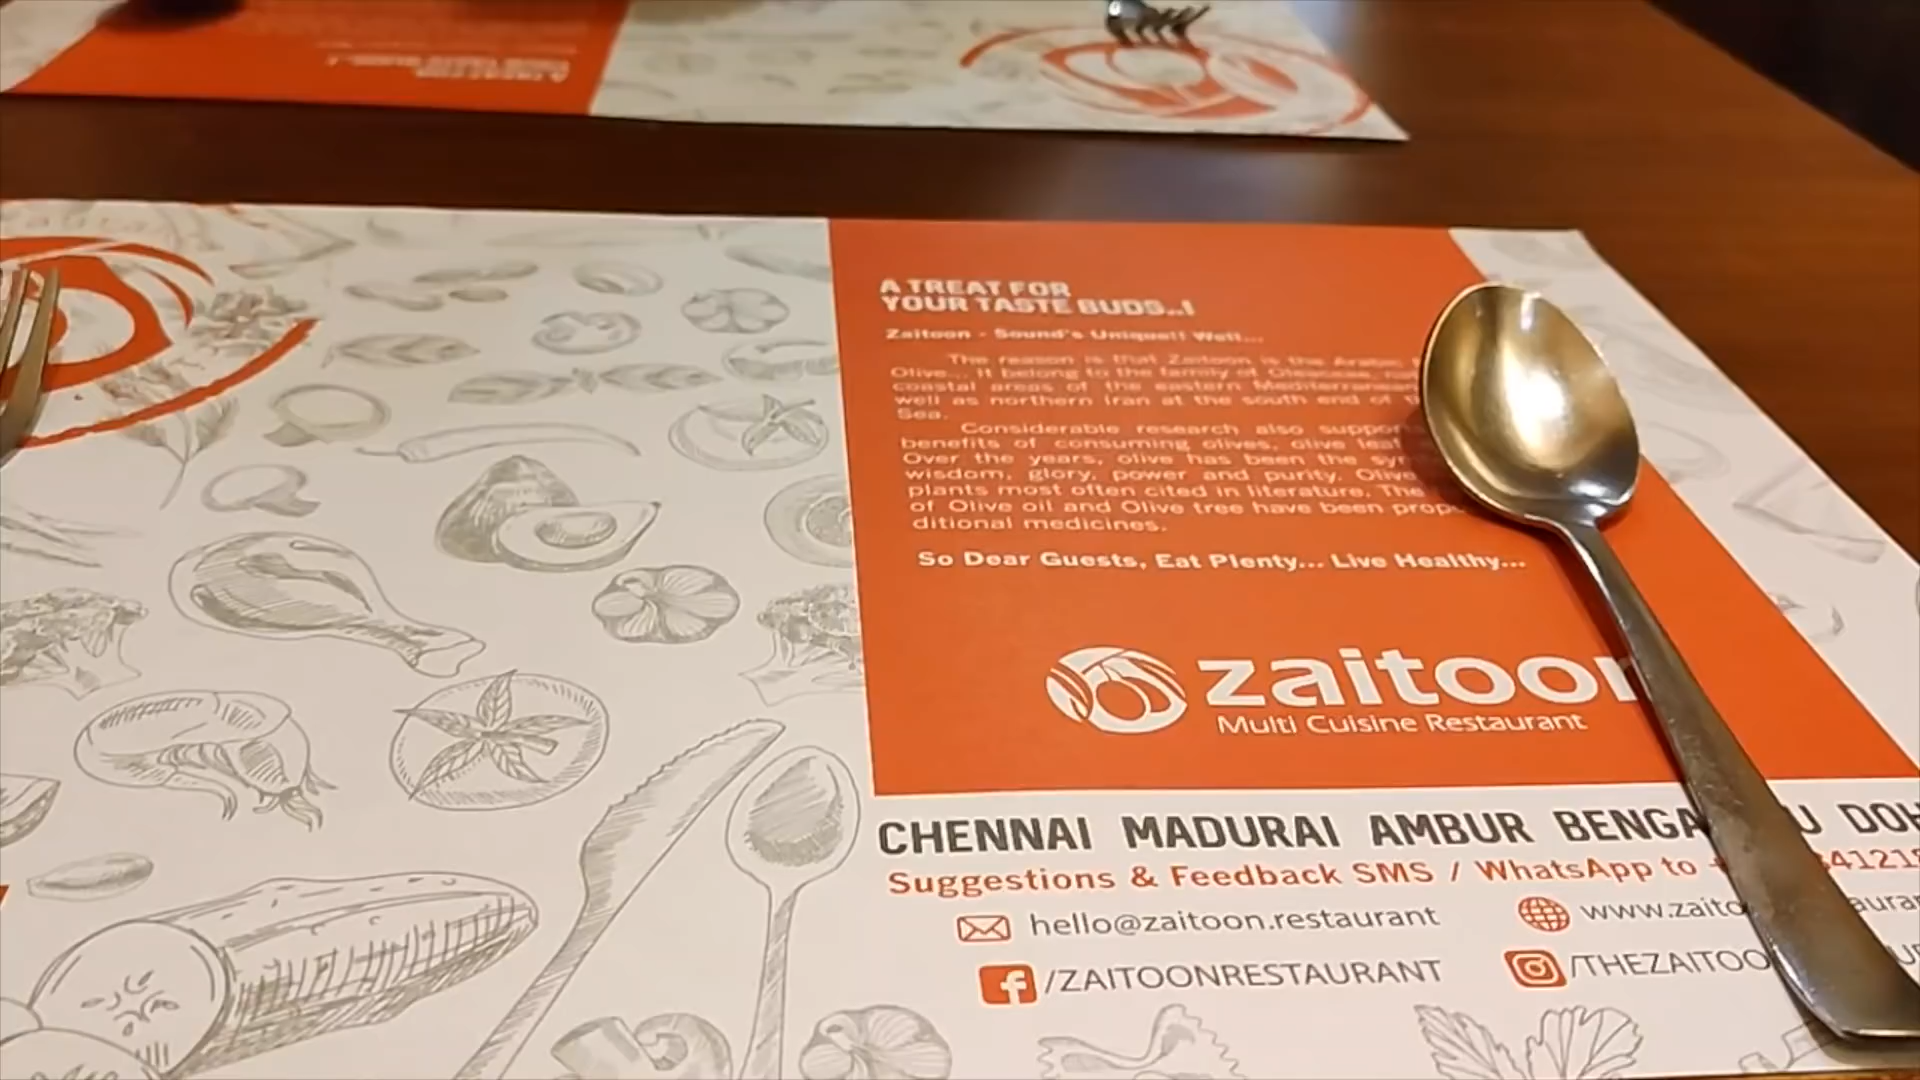 A TREAT FOR
YOUR TASTE BUDS..!
Zaitoon - Sound's Unique!! Well...
The reason is that Zaitoon is the Arabic
Olive... It belong to the family of
coastal areas of the eastern Mediterranean
well as northern Iran at the south end of
Sea.
Considerable research also
benefits of consuming olives, olive
Over the years, olive has been the
wisdom, glory, power and purity.
plants most often cited in literature. The
of Olive oil and Olive tree have been
ditional medicines.
So Dear Guests, Eat Plenty... Live Healthy...
zaitoon
Multi Cuisine Restaurant
CHENNAI MADURAI AMBUR
Suggestions & Feedback SMS / WhatsApp to
hello@zaitoon.restaurant
/ZAITOONRESTAURANT